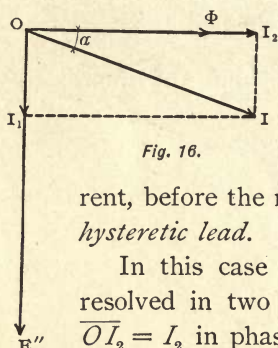 O Φ I₂
α
I₁ I
Fig. 16.
rent, before the
hysteretic lead.
In this case
resolved in two
OI₂ = I₂ in phas
E″